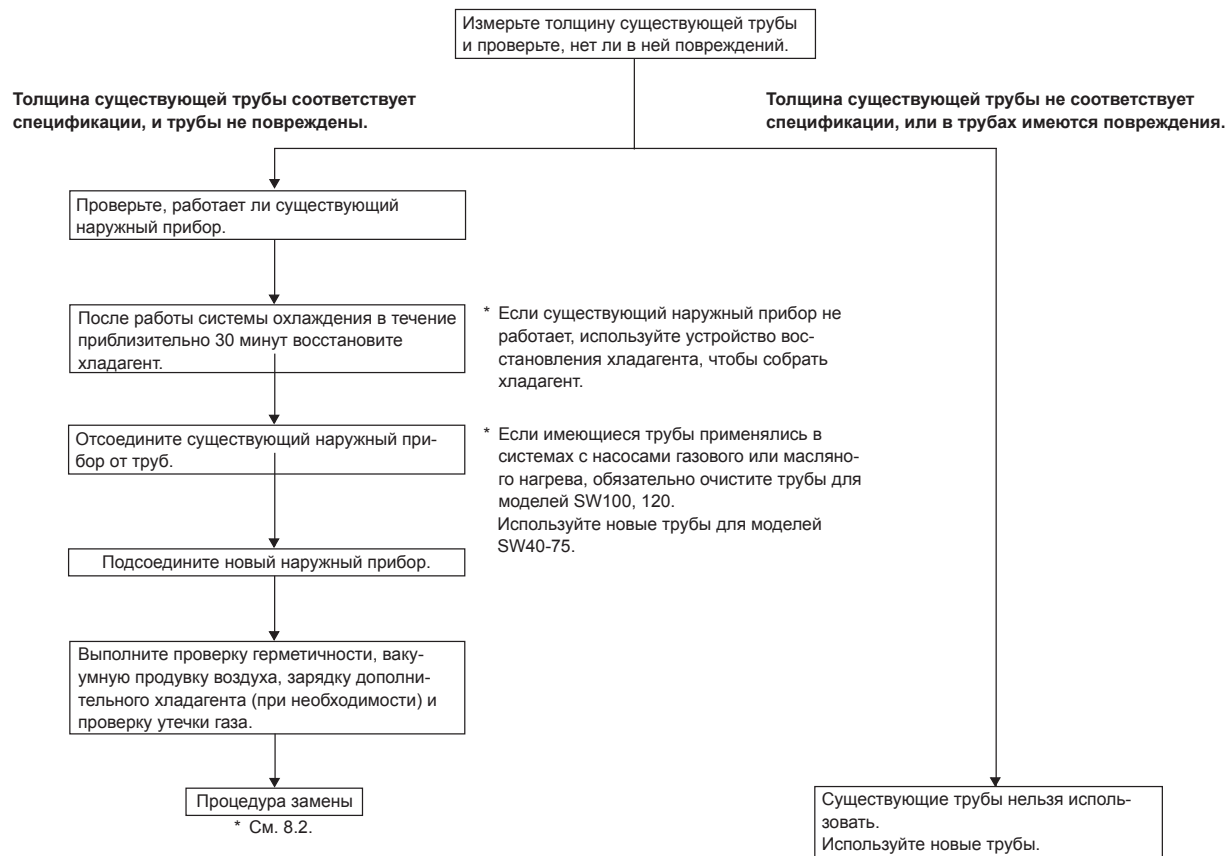 Измерьте толщину существующей трубы
и проверьте, нет ли в ней повреждений.
Толщина существующей трубы соответствует
спецификации, и трубы не повреждены.
Толщина существующей трубы не соответствует
спецификации, или в трубах имеются повреждения.
Проверьте, работает ли существующий
наружный прибор.
После работы системы охлаждения в течение
приблизительно 30 минут восстановите
хладагент.
* Если существующий наружный прибор не
работает, используйте устройство вос-
становления хладагента, чтобы собрать
хладагент.
Отсоедините существующий наружный при-
бор от труб.
* Если имеющиеся трубы применялись в
системах с насосами газового или масляно-
го нагрева, обязательно очистите трубы для
моделей SW100, 120.
Используйте новые трубы для моделей
SW40-75.
Подсоедините новый наружный прибор.
Выполните проверку герметичности, ваку-
умную продувку воздуха, зарядку дополни-
тельного хладагента (при необходимости) и
проверку утечки газа.
Процедура замены
* См. 8.2.
Существующие трубы нельзя исполь-
зовать.
Используйте новые трубы.